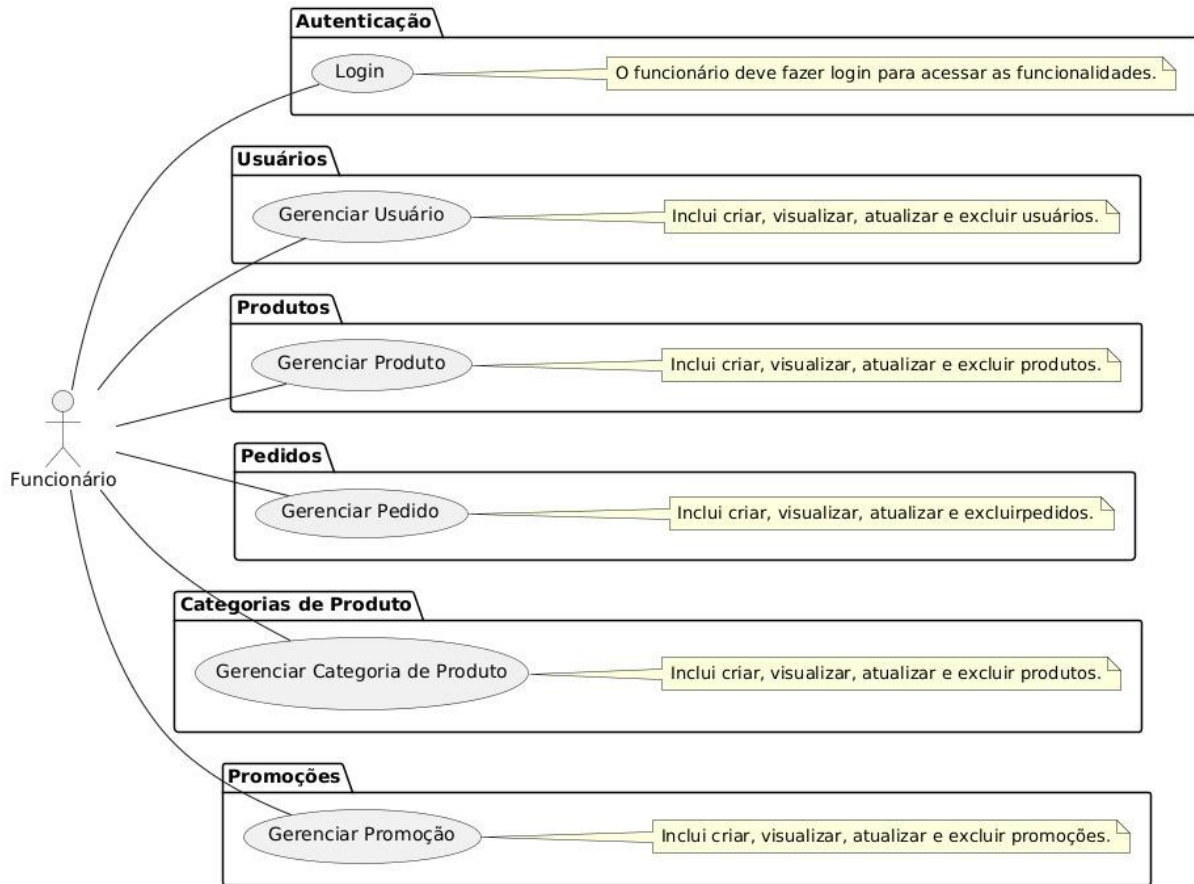 Autenticação
Login
O funcionário deve fazer login para acessar as funcionalidades.
Usuários
Gerenciar Usuário
Inclui criar, visualizar, atualizar e excluir usuários.
Produtos
Gerenciar Produto
Inclui criar, visualizar, atualizar e excluir produtos.
Funcionário
Pedidos
Gerenciar Pedido
Inclui criar, visualizar, atualizar e excluirpedidos.
Categorias de Produto
Gerenciar Categoria de Produto
Inclui criar, visualizar, atualizar e excluir produtos.
Promoções
Gerenciar Promoção
Inclui criar, visualizar, atualizar e excluir promoções.